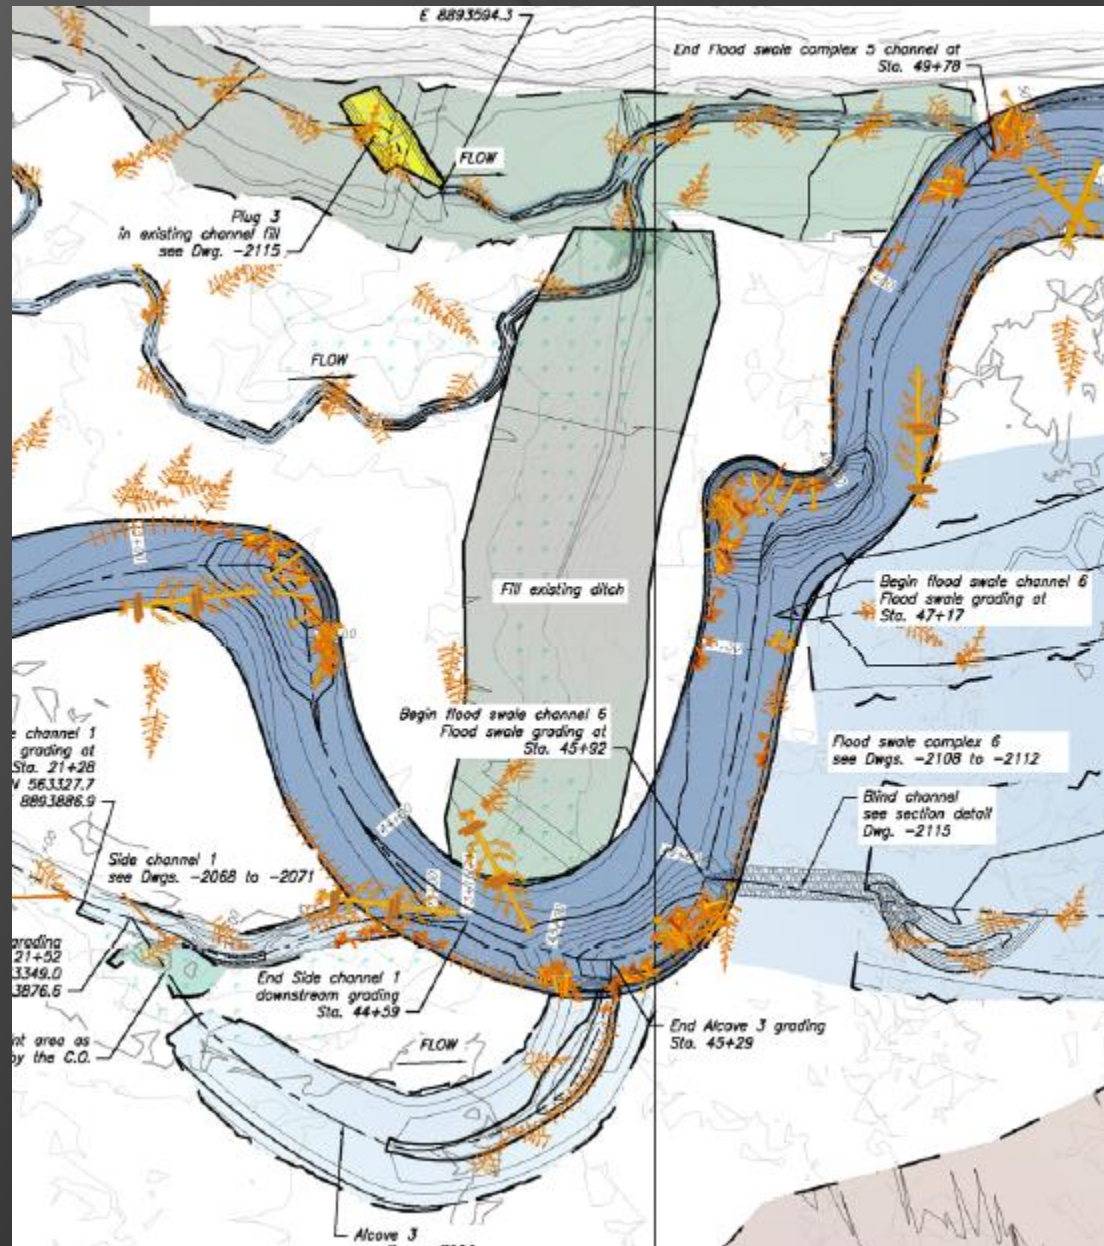 E 8893594.3
End Flood swale complex 5 channel at
Sta. 49+78
FLOW
Plug 3
in existing channel fill
see Dwg. -2115
FLOW
Fill existing ditch
Begin flood swale channel 6
Flood swale grading at
Sta. 47+17
Begin flood swale channel 6
Flood swale grading at
Sta. 45+92
Flood swale complex 6
see Dwgs. -2108 to -2112
Blind channel
see section detail
Dwg. -2115
channel 1
grading at
Sta. 21+28
N 563327.7
8893886.9
Side channel 1
see Dwgs. -2068 to -2071
grading
21+52
3349.0
3876.6
End Side channel 1
downstream grading
Sta. 44+59
area as
by the C.O.
FLOW
End Alcove 3 grading
Sta. 45+29
Alcove 3